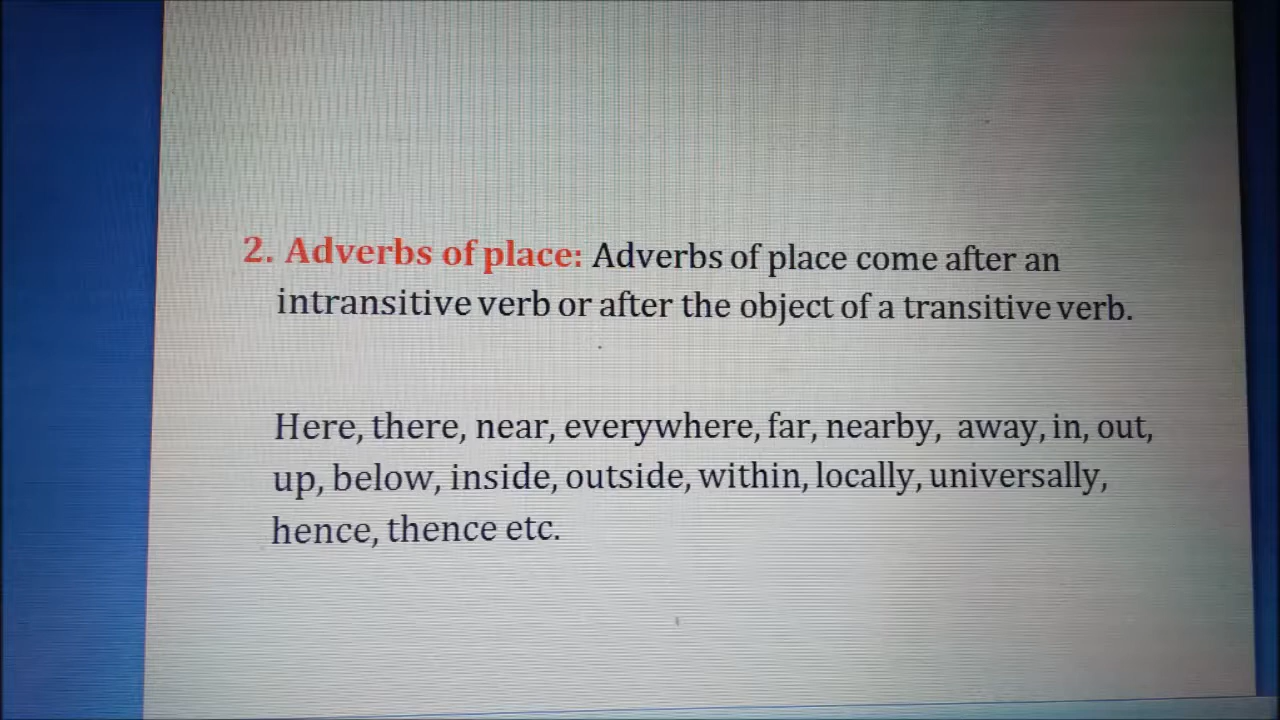 2. Adverbs of place: Adverbs of place come after an
intransitive verb or after the object of a transitive verb.
Here, there, near, everywhere, far, nearby, away, in, out,
up, below, inside, outside, within, locally, universally,
hence, thence etc.